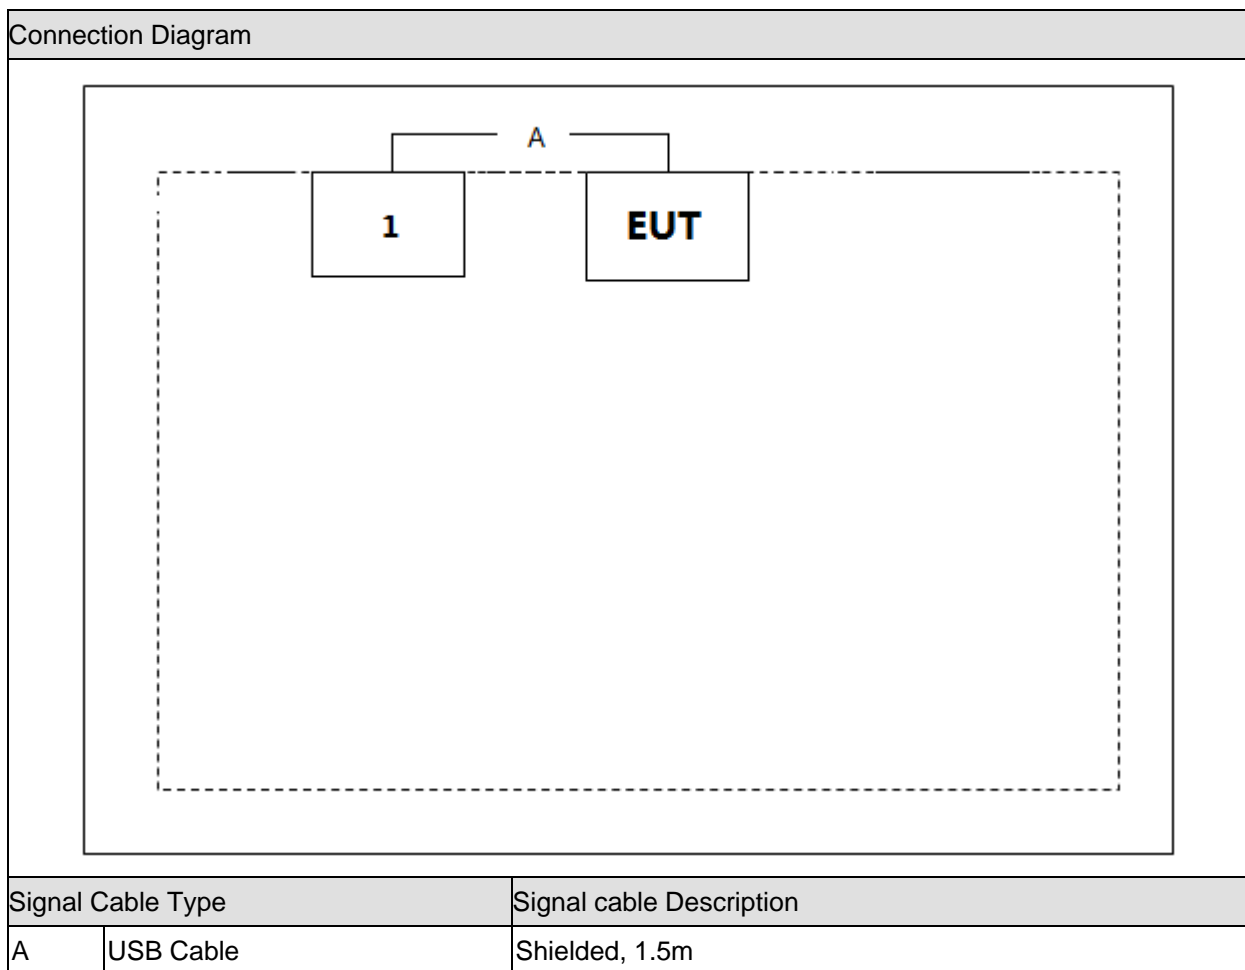 Connection Diagram
A
1 EUT
Signal Cable Type Signal cable Description
A USB Cable Shielded, 1.5m